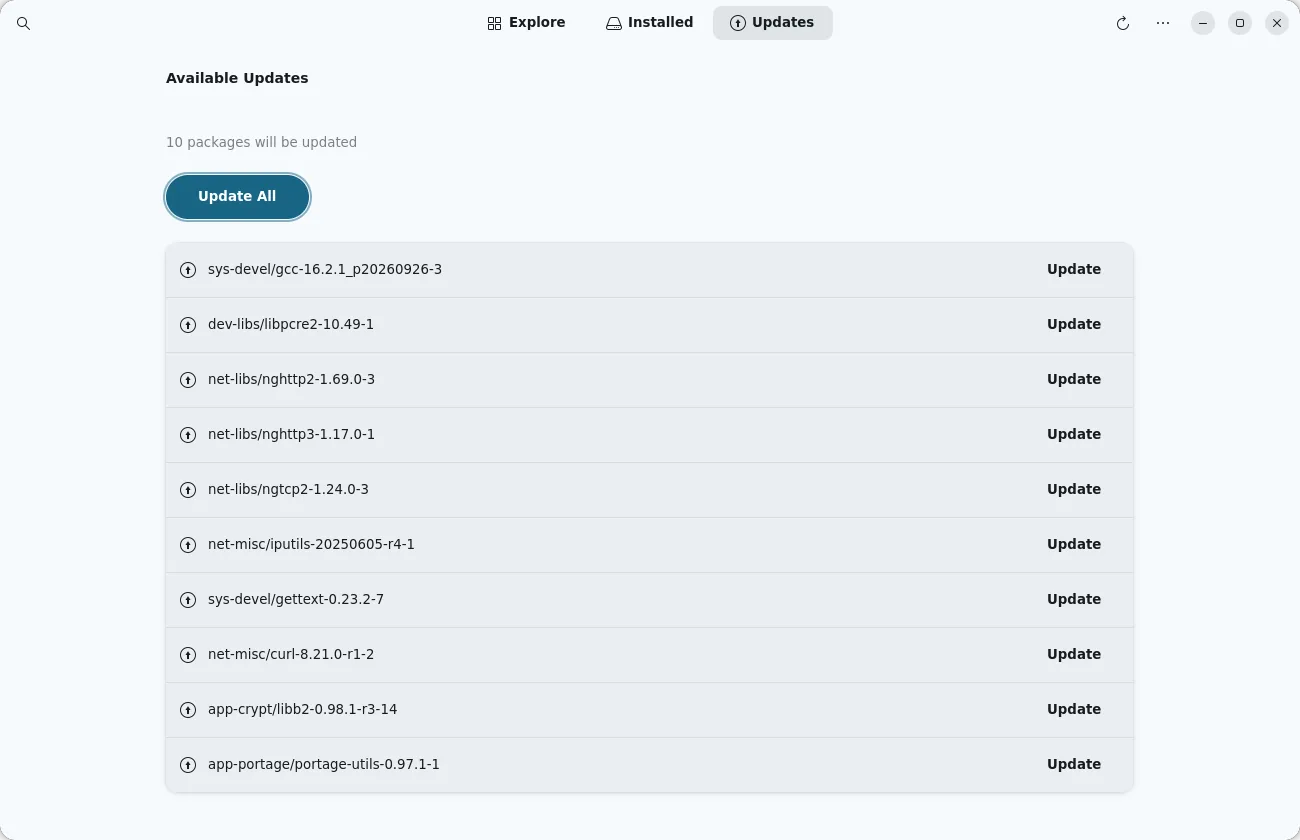 Explore
Installed
Updates
Available Updates
10 packages will be updated
Update All
sys-devel/gcc-16.2.1_p20260926-3 Update
dev-libs/libpcre2-10.49-1 Update
net-libs/nghttp2-1.69.0-3 Update
net-libs/nghttp3-1.17.0-1 Update
net-libs/ngtcp2-1.24.0-3 Update
net-misc/iputils-20250605-r4-1 Update
sys-devel/gettext-0.23.2-7 Update
net-misc/curl-8.21.0-r1-2 Update
app-crypt/libb2-0.98.1-r3-14 Update
app-portage/portage-utils-0.97.1-1 Update